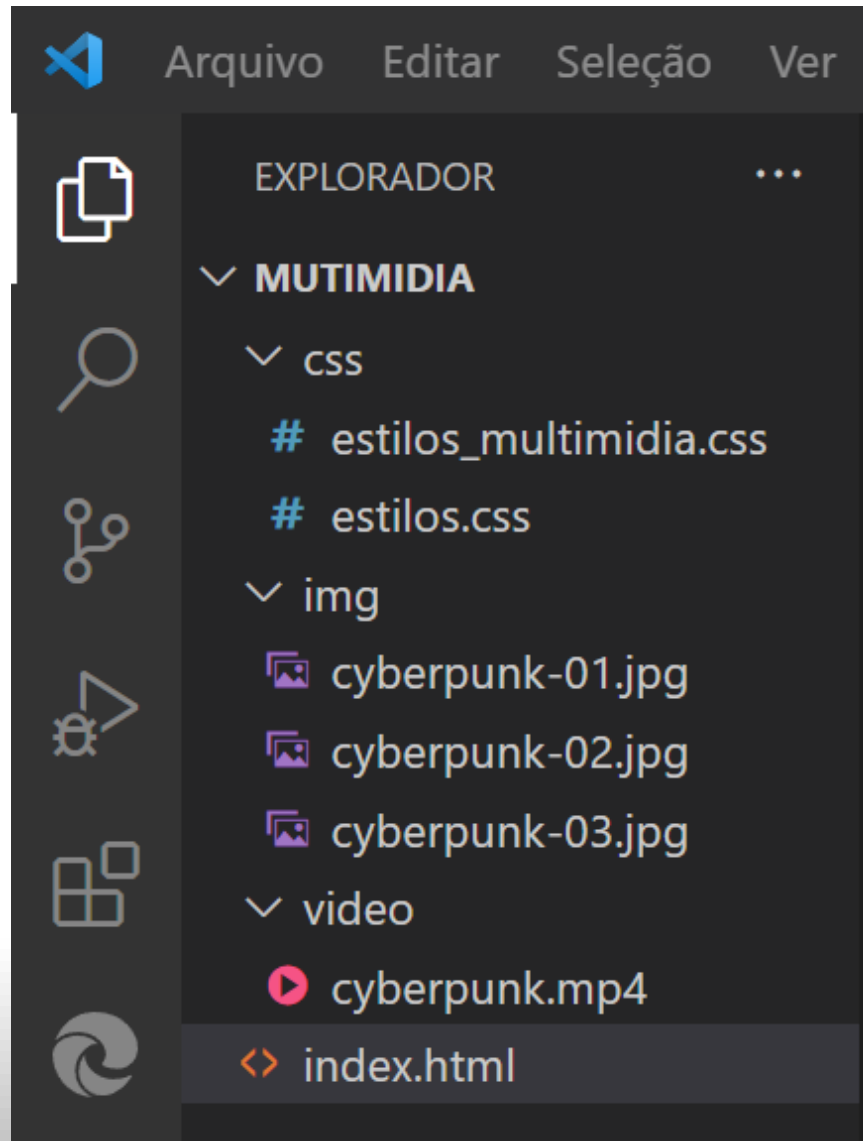 Arquivo Editar Seleção Ver
EXPLORADOR ...
MUTIMIDIA
css
# estilos_multimidia.css
# estilos.css
img
cyberpunk-01.jpg
cyberpunk-02.jpg
cyberpunk-03.jpg
video
cyberpunk.mp4
<> index.html